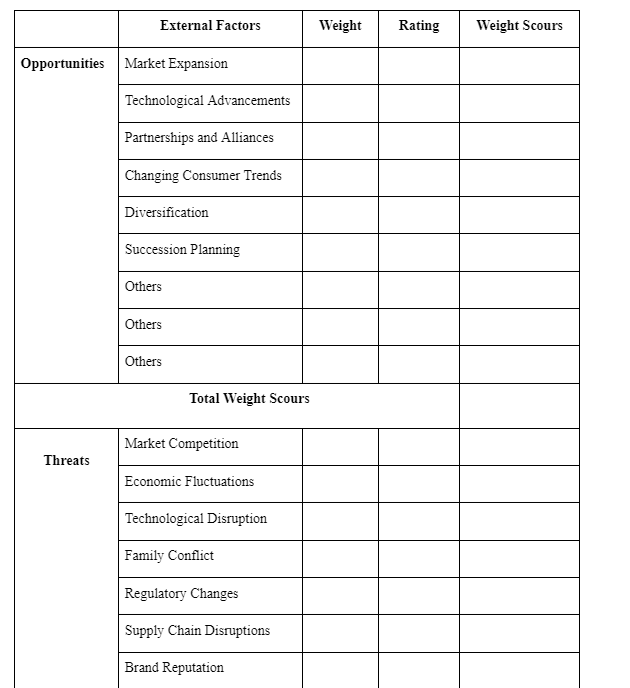 External Factors Weight Rating Weight Scours
Opportunities Market Expansion
Technological Advancements
Partnerships and Alliances
Changing Consumer Trends
Diversification
Succession Planning
Others
Others
Others
Total Weight Scours
Market Competition
Threats
Economic Fluctuations
Technological Disruption
Family Conflict
Regulatory Changes
Supply Chain Disruptions
Brand Reputation